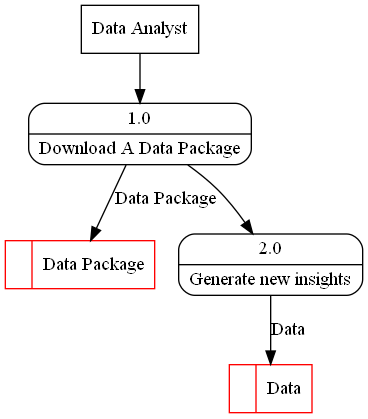 Data Analyst
1.0
Download A Data Package
Data Package
Data Package
2.0
Generate new insights
Data
Data